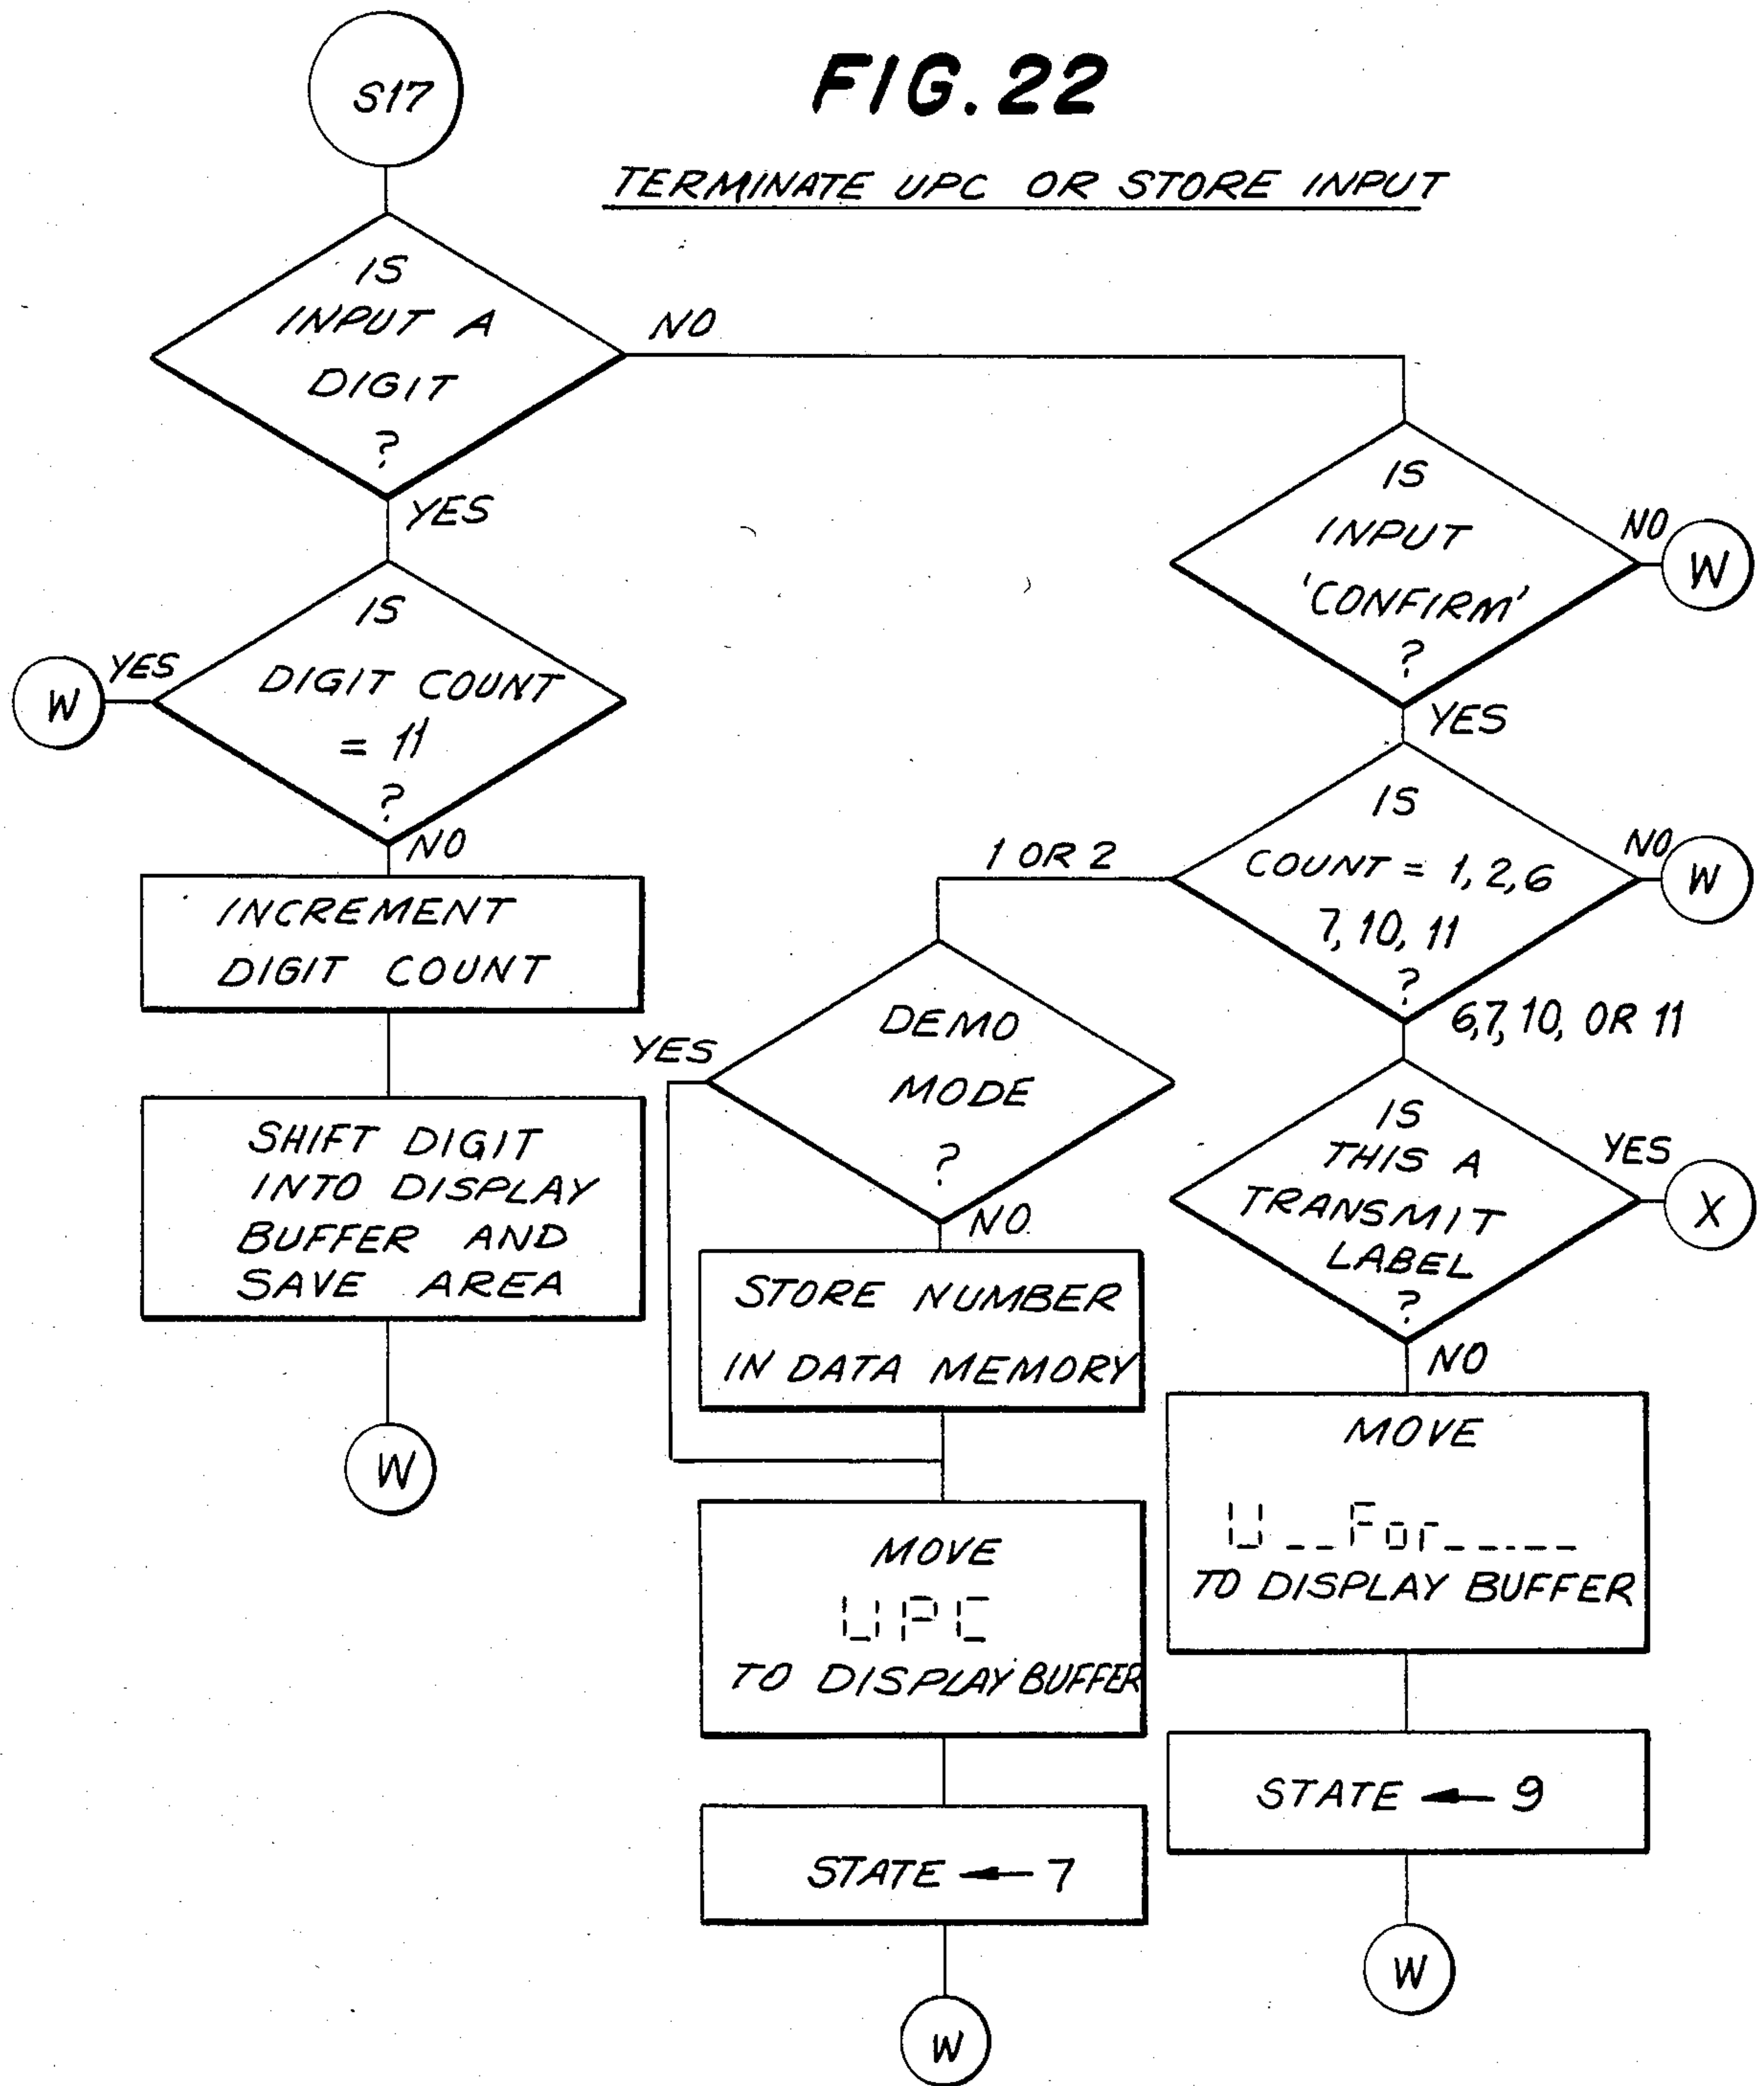 FIG.22
TERMINATE UPC OR STORE INPUT
S17
IS
INPUT A
DIGIT
?
NO
YES
IS
DIGIT COUNT
= 11
?
YES
W
NO
INCREMENT
DIGIT COUNT
SHIFT DIGIT
INTO DISPLAY
BUFFER AND
SAVE AREA
W
IS
INPUT
'CONFIRM'
?
NO
W
YES
IS
COUNT = 1, 2, 6
7, 10, 11
?
NO
W
1 OR 2
6,7, 10, OR 11
DEMO
MODE
?
YES
NO
STORE NUMBER
IN DATA MEMORY
MOVE
UPC
TO DISPLAY BUFFER
STATE ← 7
W
IS
THIS A
TRANSMIT
LABEL
?
YES
X
NO
MOVE
U__For__.__
TO DISPLAY BUFFER
STATE ← 9
W